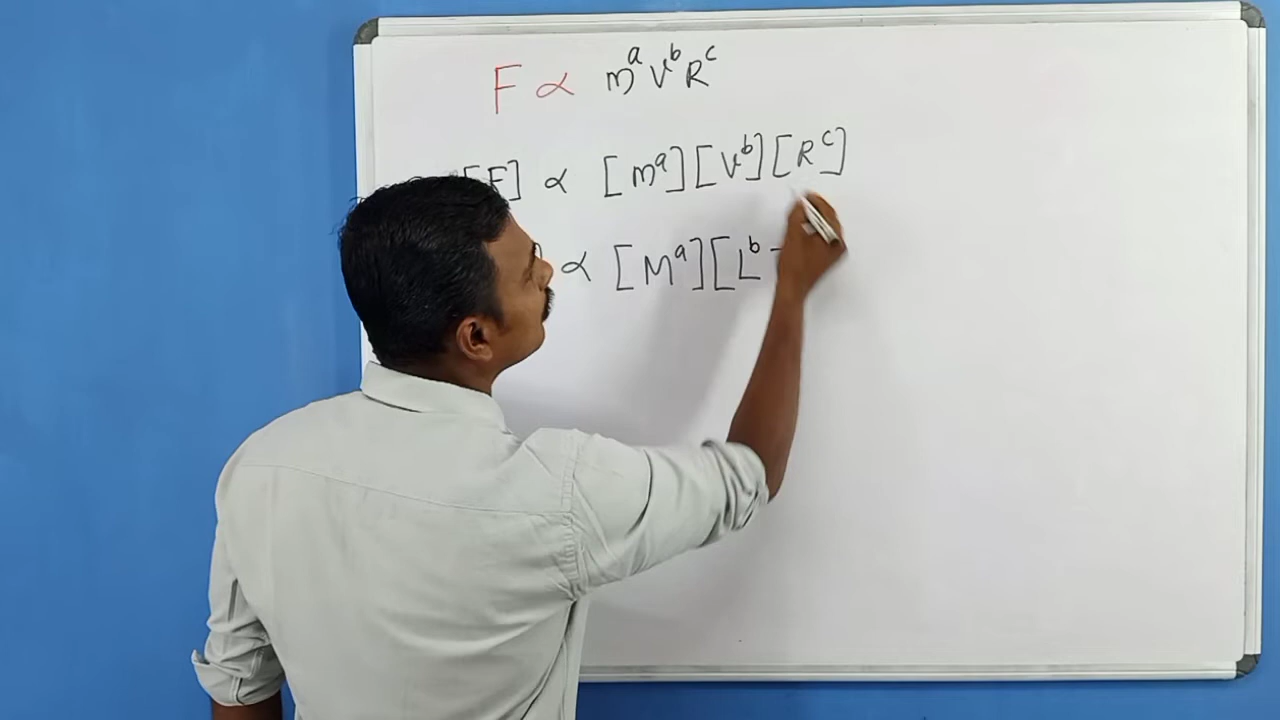 F ∝ m^a v^b R^c
[F] ∝ [m^a][v^b][R^c]
∝ [M^a][L^b